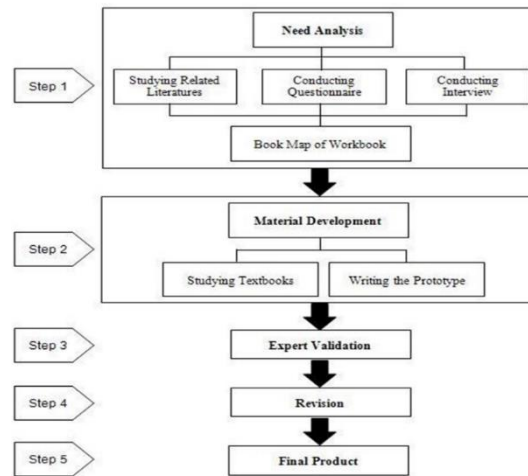 Need Analysis
Step 1
Studying Related
Literatures
Conducting
Questionnaire
Conducting
Interview
Book Map of Workbook
Material Development
Step 2
Studying Textbooks
Writing the Prototype
Step 3
Expert Validation
Step 4
Revision
Step 5
Final Product